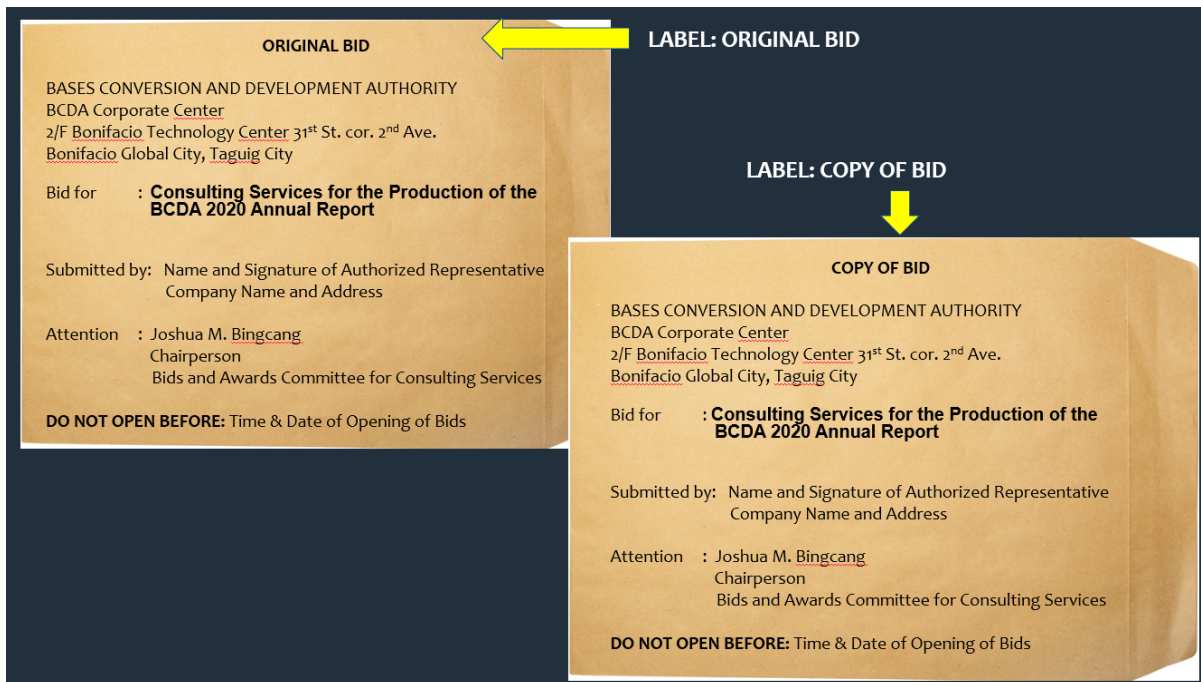 ORIGINAL BID
LABEL: ORIGINAL BID
BASES CONVERSION AND DEVELOPMENT AUTHORITY
BCDA Corporate Center
2/F Bonifacio Technology Center 31st St. cor. 2nd Ave.
Bonifacio Global City, Taguig City
Bid for : Consulting Services for the Production of the
BCDA 2020 Annual Report
Submitted by: Name and Signature of Authorized Representative
Company Name and Address
Attention : Joshua M. Bingcang
Chairperson
Bids and Awards Committee for Consulting Services
DO NOT OPEN BEFORE: Time & Date of Opening of Bids
LABEL: COPY OF BID
COPY OF BID
BASES CONVERSION AND DEVELOPMENT AUTHORITY
BCDA Corporate Center
2/F Bonifacio Technology Center 31st St. cor. 2nd Ave.
Bonifacio Global City, Taguig City
Bid for : Consulting Services for the Production of the
BCDA 2020 Annual Report
Submitted by: Name and Signature of Authorized Representative
Company Name and Address
Attention : Joshua M. Bingcang
Chairperson
Bids and Awards Committee for Consulting Services
DO NOT OPEN BEFORE: Time & Date of Opening of Bids